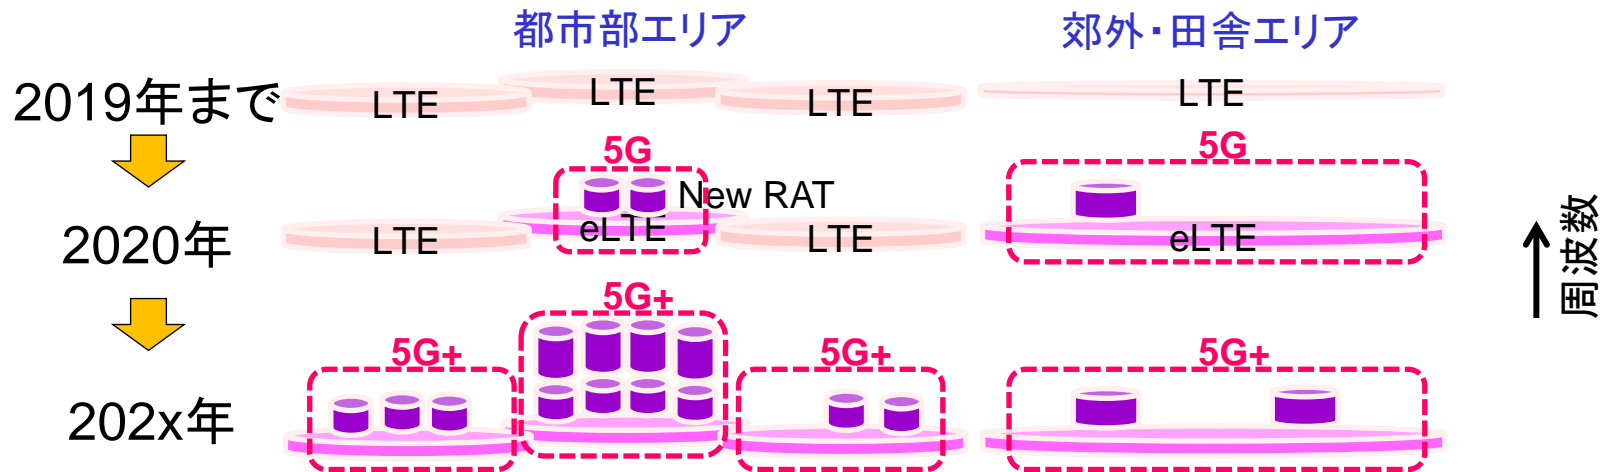 都市部エリア
郊外・田舎エリア
2019年まで
LTE
LTE
LTE
LTE
5G
5G
New RAT
2020年
LTE
eLTE
LTE
eLTE
周波数
5G+
5G+
5G+
5G+
202x年